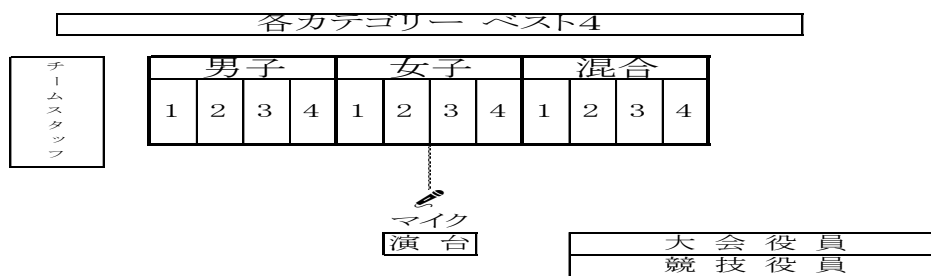 各カテゴリー ベスト4
チームスタッフ
男子 女子 混合
1 2 3 4 1 2 3 4 1 2 3 4
マイク
演台
大会役員
競技役員